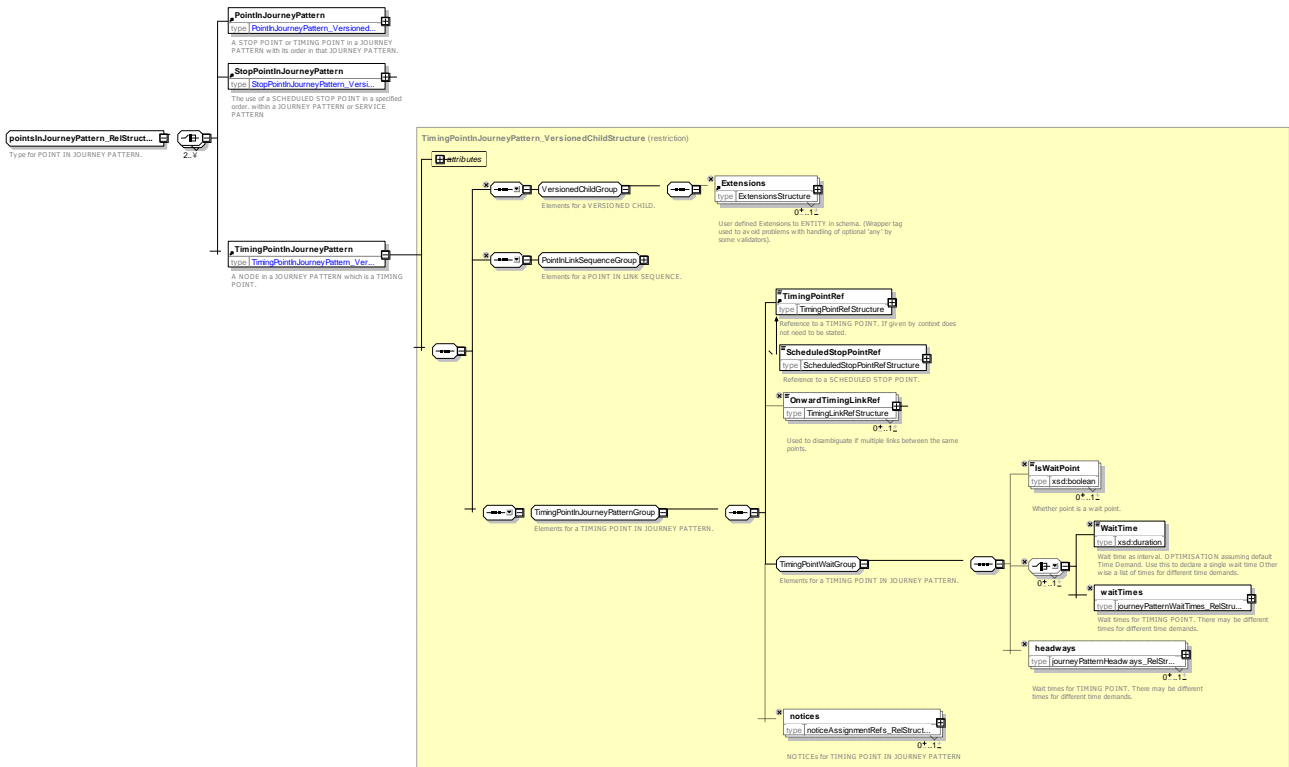 PointInJourneyPattern
type PointInJourneyPattern_Versioned...
A STOP POINT or TIMING POINT in a JOURNEY
PATTERN with its order in that JOURNEY PATTERN.
StopPointInJourneyPattern
type StopPointInJourneyPattern_Versi...
The use of a SCHEDULED STOP POINT in a specified
order. within a JOURNEY PATTERN or SERVICE
PATTERN
pointsInJourneyPattern_RelStruct...
Type for POINT IN JOURNEY PATTERN.
2..¥
TimingPointInJourneyPattern
type TimingPointInJourneyPattern_Ver...
A NODE in a JOURNEY PATTERN which is a TIMING
POINT.
TimingPointInJourneyPattern_VersionedChildStructure (restriction)
attributes
VersionedChildGroup
Elements for a VERSIONED CHILD.
Extensions
type ExtensionsStructure
0..1
User defined Extensions to ENTITY in schema. (Wrapper tag
used to avoid problems with handling of optional 'any' by
some validators).
PointInLinkSequenceGroup
Elements for a POINT IN LINK SEQUENCE.
TimingPointRef
type TimingPointRefStructure
Reference to a TIMING POINT. If given by context does
not need to be stated.
ScheduledStopPointRef
type ScheduledStopPointRefStructure
Reference to a SCHEDULED STOP POINT.
OnwardTimingLinkRef
type TimingLinkRefStructure
0..1
Used to disambiguate if multiple links between the same
points.
TimingPointInJourneyPatternGroup
Elements for a TIMING POINT IN JOURNEY PATTERN.
IsWaitPoint
type xsd:boolean
0..1
Whether point is a wait point.
WaitTime
type xsd:duration
Wait time as interval. OPTIMISATION assuming default
Time Demand. Use this to declare a single wait time Other
wise a list of times for different time demands.
TimingPointWaitGroup
Elements for a TIMING POINT IN JOURNEY PATTERN.
0..1
waitTimes
type journeyPatternWaitTimes_RelStru...
Wait times for TIMING POINT. There may be different
times for different time demands.
headways
type journeyPatternHeadways_RelStr...
0..1
Wait times for TIMING POINT. There may be different
times for different time demands.
notices
type noticeAssignmentRefs_RelStruct...
0..1
NOTICEs for TIMING POINT IN JOURNEY PATTERN